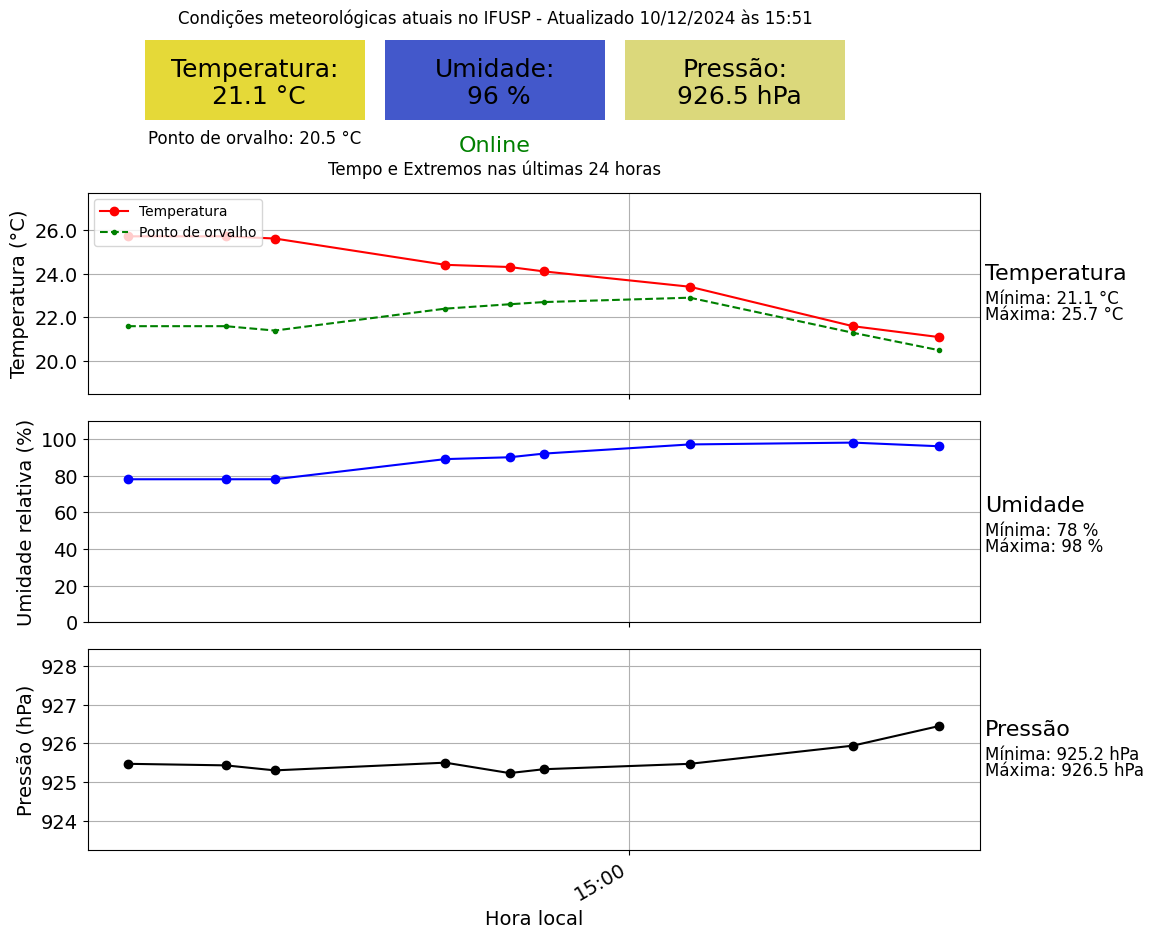 Condições meteorológicas atuais no IFUSP - Atualizado 10/12/2024 às 15:51
Temperatura:
21.1 °C
Umidade:
96 %
Pressão:
926.5 hPa
Ponto de orvalho: 20.5 °C
Online
Tempo e Extremos nas últimas 24 horas
Temperatura (°C)
26.0
24.0
22.0
20.0
Temperatura
Ponto de orvalho
Temperatura
Mínima: 21.1 °C
Máxima: 25.7 °C
Umidade relativa (%)
100
80
60
40
20
0
Umidade
Mínima: 78 %
Máxima: 98 %
Pressão (hPa)
928
927
926
925
924
Pressão
Mínima: 925.2 hPa
Máxima: 926.5 hPa
15:00
Hora local